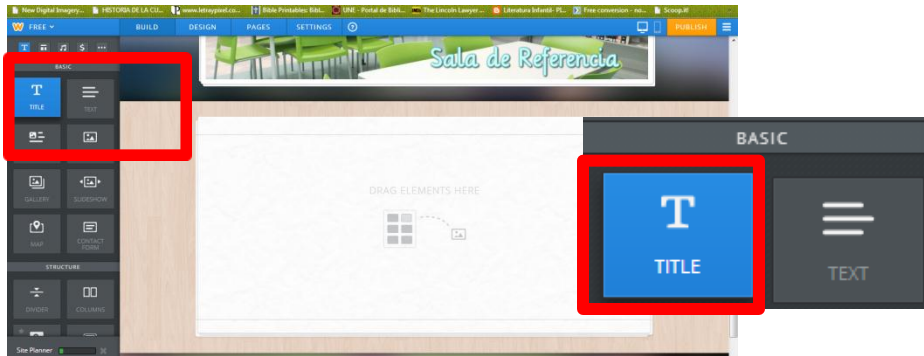 New Digital Imagery... HISTORIA DE LA CU... www.letraypixel.co... Bible Printables: Bibl... UNE - Portal de Bibli... The Lincoln Lawyer ... Literatura Infantil- PL... Free conversion - no... Scoop.it!
FREE BUILD DESIGN PAGES SETTINGS PUBLISH
Sala de Referencia
BASIC
TITLE TEXT
GALLERY SLIDESHOW
MAP CONTACT FORM
STRUCTURE
DIVIDER COLUMNS
Site Planner
DRAG ELEMENTS HERE
BASIC
TITLE TEXT